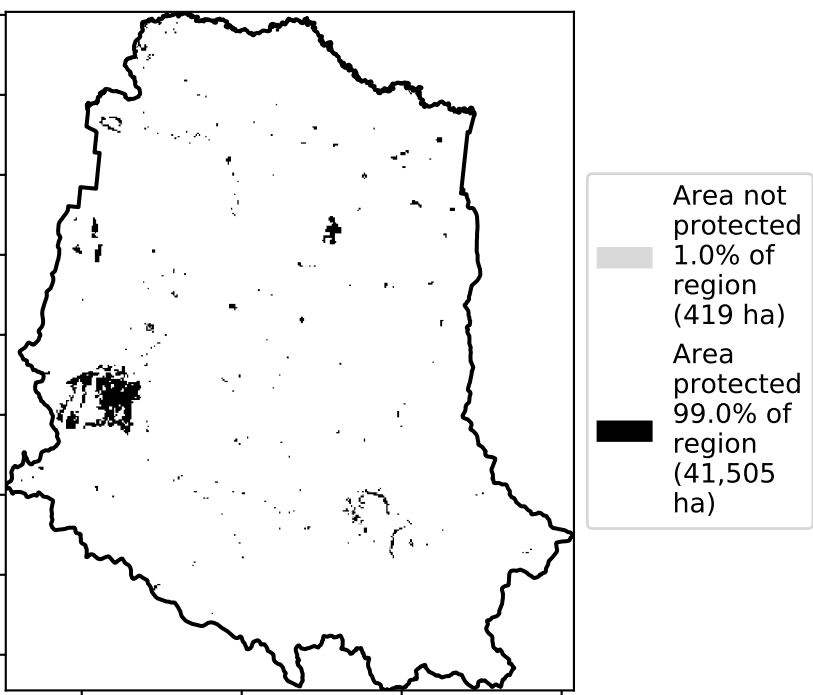 Area not
protected
1.0% of
region
(419 ha)
Area
protected
99.0% of
region
(41,505
ha)